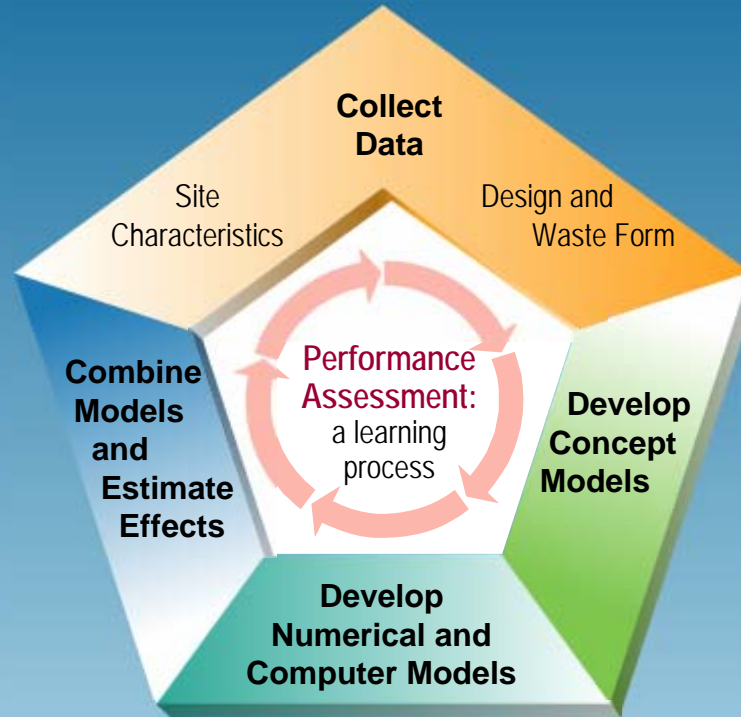 Collect
Data
Site
Characteristics
Design and
Waste Form
Performance
Assessment:
a learning
process
Develop
Concept
Models
Develop
Numerical and
Computer Models
Combine
Models
and
Estimate
Effects